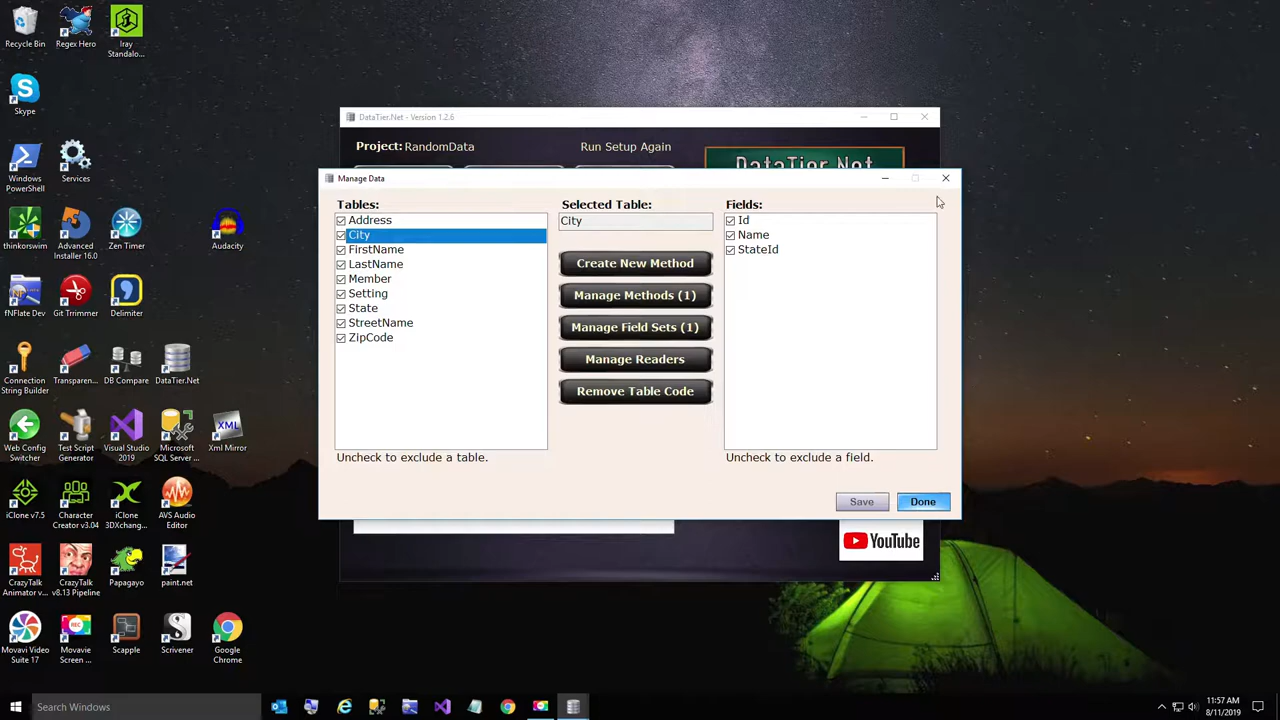 Recycle Bin
Regex Hero
Iray
Standalo...
Skype
Windows
PowerShell
Services
thinkorswim
Advanced
Installer 16.0
Zen Timer
Audacity
fNFlate Dev
Git Trimmer
Delimiter
Connection
String Builder
Transparen...
DB Compare
DataTier.Net
Web Config
Switcher
Test Script
Generator
Visual Studio
2019
Microsoft
SQL Server ...
XML
Xml Mirror
iClone v7.5
Character
Creator v3.04
iClone
3DXchang...
AVS Audio
Editor
CrazyTalk
Animator v...
CrazyTalk
v8.13 Pipeline
Papagayo
paint.net
Movavi Video
Suite 17
REC
Movavie
Screen ...
Scapple
Scrivener
Google
Chrome
DataTier.Net - Version 1.2.6
Project: RandomData
Run Setup Again
DataTier.Net
Manage Data
Tables:
Address
City
FirstName
LastName
Member
Setting
State
StreetName
ZipCode
Uncheck to exclude a table.
Selected Table:
City
Create New Method
Manage Methods (1)
Manage Field Sets (1)
Manage Readers
Remove Table Code
Fields:
Id
Name
StateId
Uncheck to exclude a field.
Save
Done
YouTube
Search Windows
11:57 AM
8/11/2019